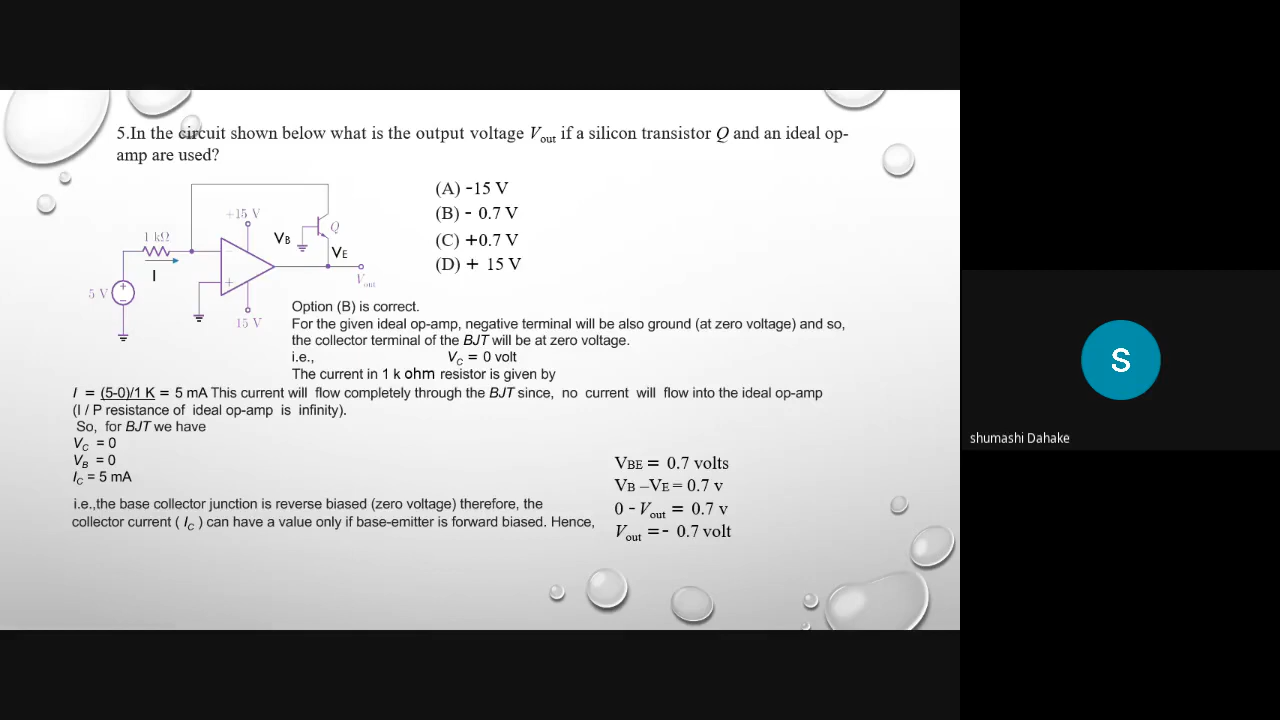 5.In the circuit shown below what is the output voltage Vout if a silicon transistor Q and an ideal op-
amp are used?
(A) -15 V
(B) - 0.7 V
(C) +0.7 V
(D) + 15 V
+15 V
1 kΩ
VB
Q
VE
I
5 V
Vout
15 V
Option (B) is correct.
For the given ideal op-amp, negative terminal will be also ground (at zero voltage) and so,
the collector terminal of the BJT will be at zero voltage.
i.e., VC = 0 volt
The current in 1 k ohm resistor is given by
I = (5-0)/1 K = 5 mA This current will flow completely through the BJT since, no current will flow into the ideal op-amp
(I / P resistance of ideal op-amp is infinity).
So, for BJT we have
VC = 0
VB = 0
IC = 5 mA
i.e.,the base collector junction is reverse biased (zero voltage) therefore, the
collector current ( IC ) can have a value only if base-emitter is forward biased. Hence,
VBE = 0.7 volts
VB –VE = 0.7 v
0 - Vout = 0.7 v
Vout = - 0.7 volt
S
shumashi Dahake